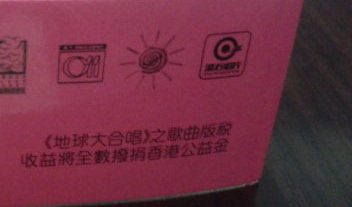 《地球大合唱》之歌曲版税
收益將全數撥捐香港公益金